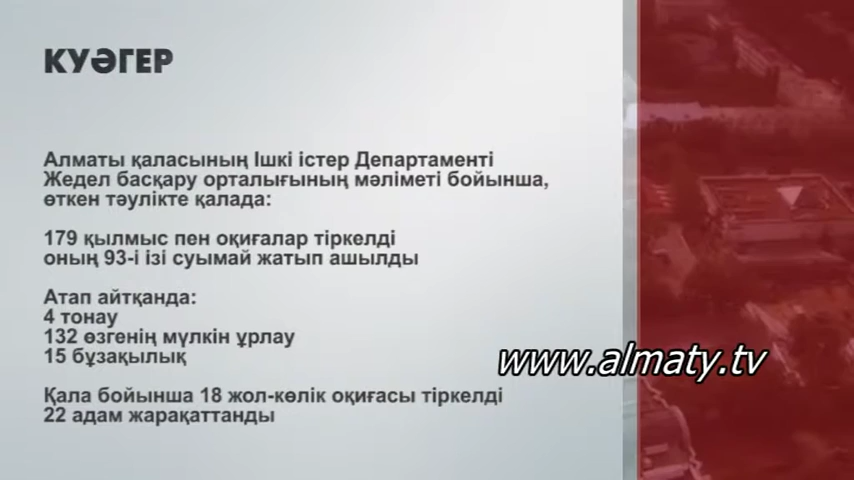 КУӘГЕР
Алматы қаласының Ішкі істер Департаменті
Жедел басқару орталығының мәліметі бойынша,
өткен тәулікте қалада:
179 қылмыс пен оқиғалар тіркелді
оның 93-і ізі суымай жатып ашылды
Атап айтқанда:
4 тонау
132 өзгенің мүлкін ұрлау
15 бұзақылық
www.almaty.tv
Қала бойынша 18 жол-көлік оқиғасы тіркелді
22 адам жарақаттанды